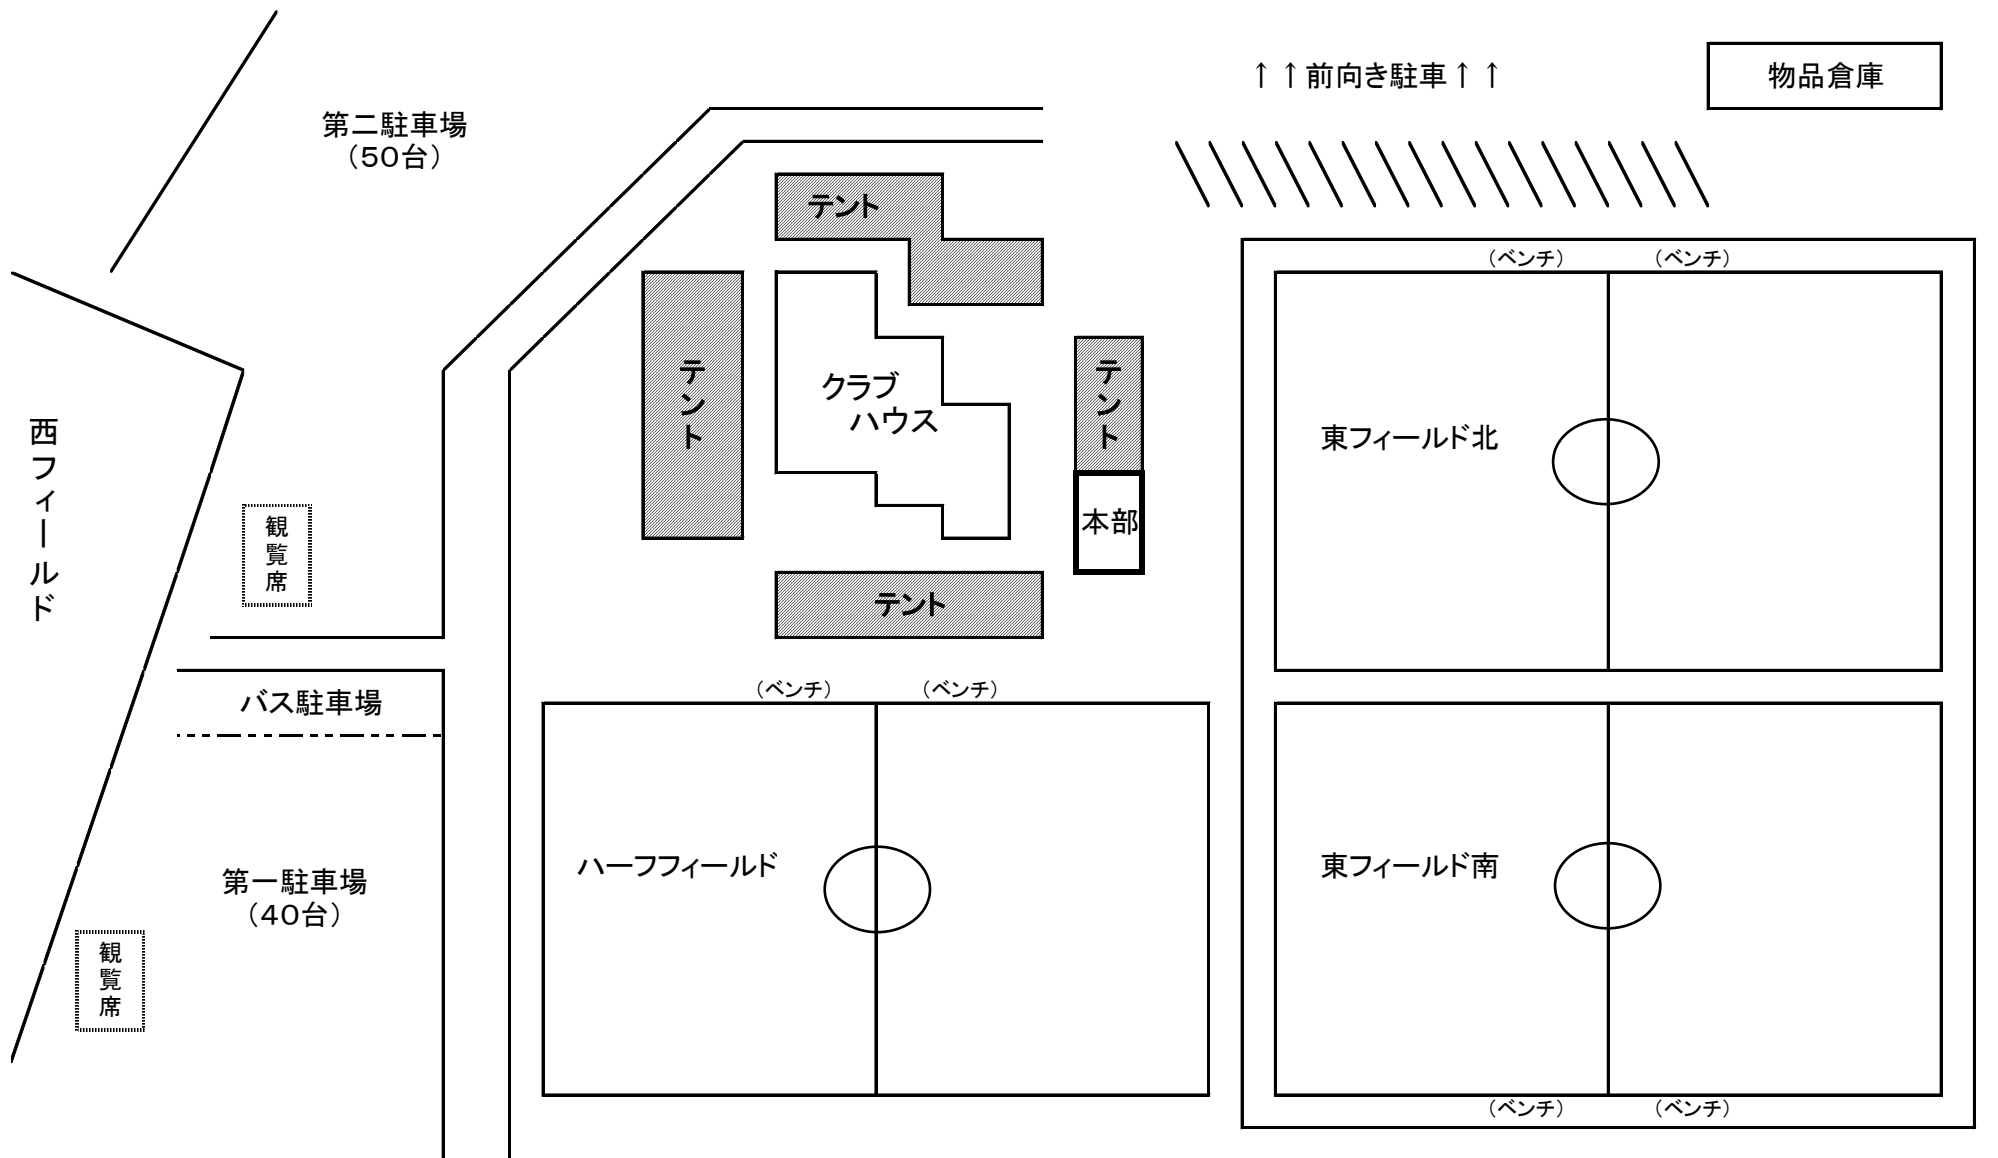 ↑↑前向き駐車↑↑
物品倉庫
第二駐車場
（50台）
テント
（ベンチ）
（ベンチ）
テント
クラブ
ハウス
テント
東フィールド北
西フィールド
観覧席
本部
テント
バス駐車場
（ベンチ）
（ベンチ）
ハーフフィールド
東フィールド南
第一駐車場
（40台）
観覧席
（ベンチ）
（ベンチ）